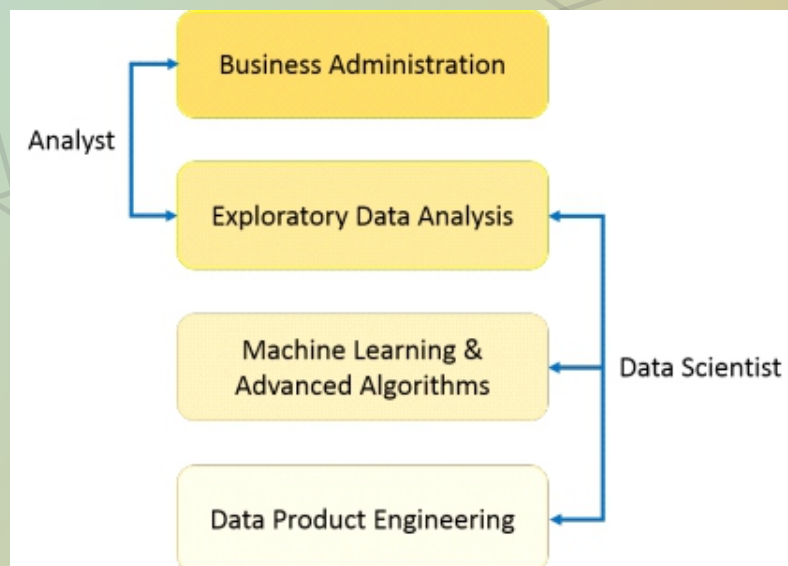 Business Administration
Analyst
Exploratory Data Analysis
Machine Learning &
Advanced Algorithms
Data Scientist
Data Product Engineering